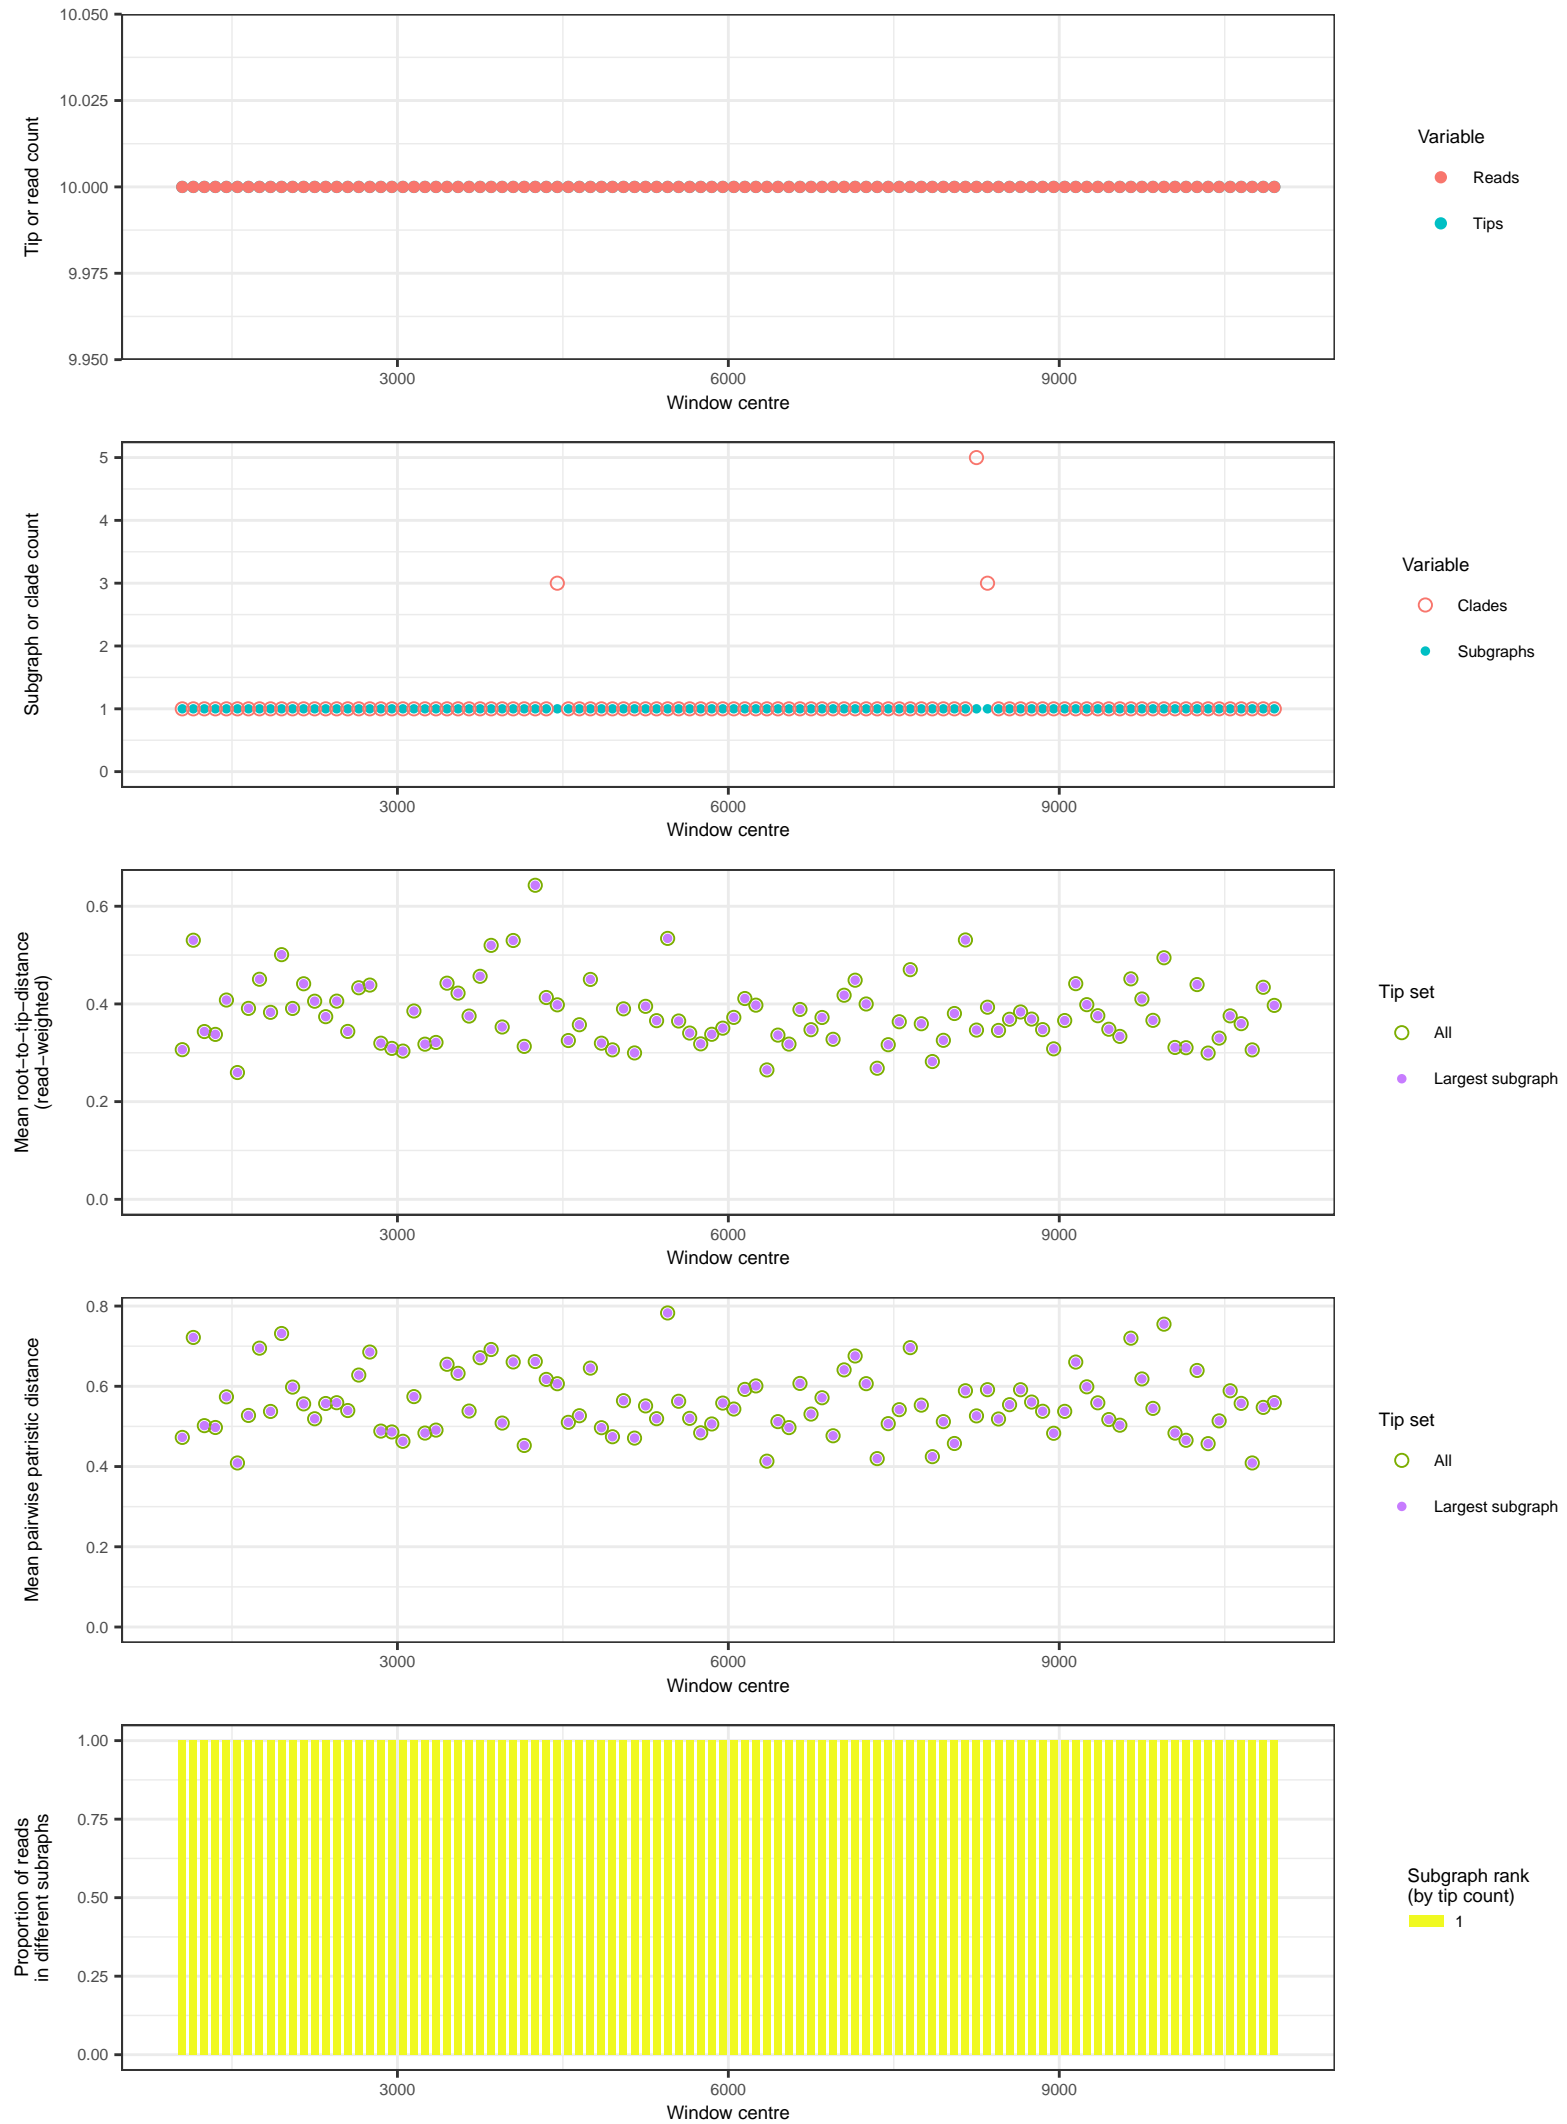 10.050
10.025
10.000
9.975
9.950
Tip or read count
3000 6000 9000
Window centre
Variable
Reads
Tips
5
4
3
2
1
0
Subgraph or clade count
3000 6000 9000
Window centre
Variable
Clades
Subgraphs
0.6
0.4
0.2
0.0
Mean root−to−tip−distance
(read−weighted)
3000 6000 9000
Window centre
Tip set
All
Largest subgraph
0.8
0.6
0.4
0.2
0.0
Mean pairwise patristic distance
3000 6000 9000
Window centre
Tip set
All
Largest subgraph
1.00
0.75
0.50
0.25
0.00
Proportion of reads
in different subraphs
3000 6000 9000
Window centre
Subgraph rank
(by tip count)
1